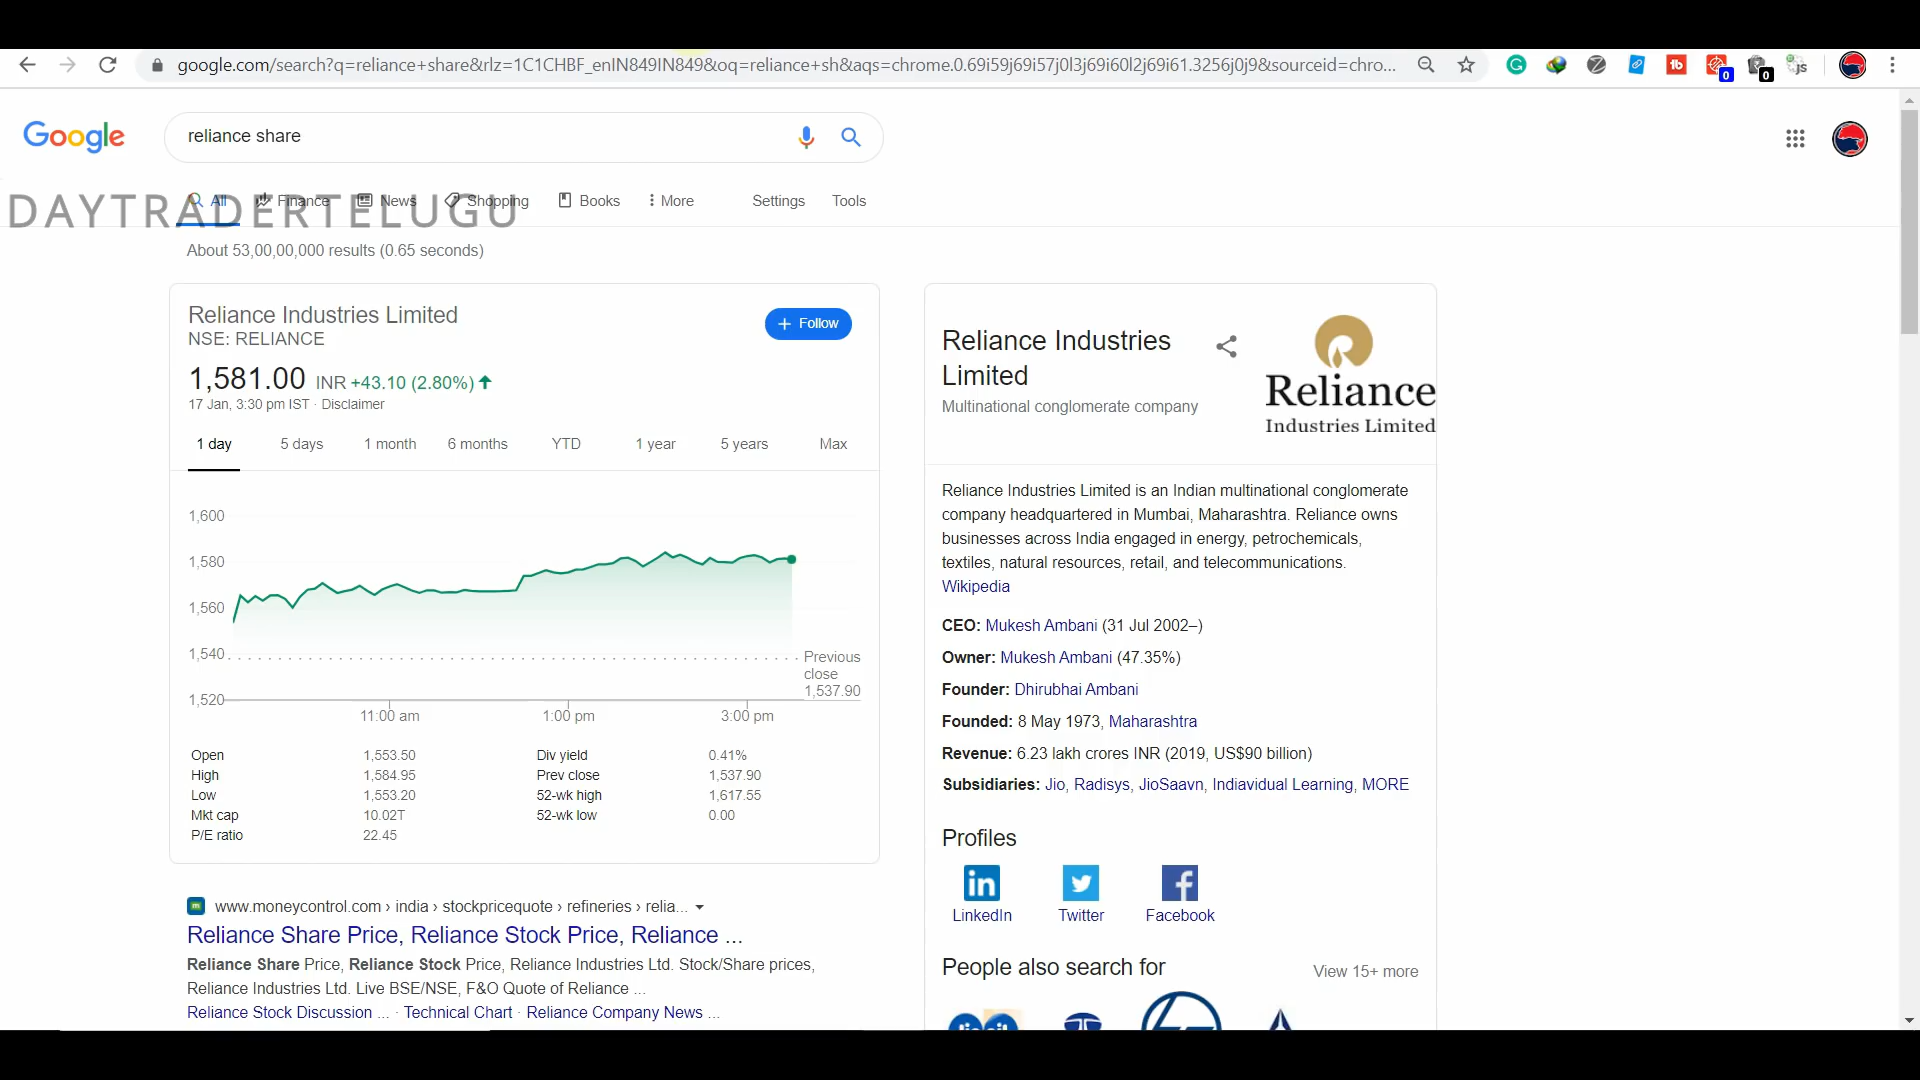 google.com/search?q=reliance+share&rlz=1C1CHBF_enIN849IN849&oq=reliance+sh&aqs=chrome.0.69i59j69i57j0l3j69i60l2j69i61.3256j0j9&sourceid=chro...
0
0
js
Google
reliance share
All
Finance
News
Shopping
Books
More
Settings
Tools
DAYTRADERTELUGU
About 53,00,00,000 results (0.65 seconds)
Reliance Industries Limited
NSE: RELIANCE
+ Follow
1,581.00 INR +43.10 (2.80%)
17 Jan, 3:30 pm IST · Disclaimer
1 day 5 days 1 month 6 months YTD 1 year 5 years Max
1,600
1,580
1,560
1,540
1,520
Previous
close
1,537.90
11:00 am 1:00 pm 3:00 pm
Open 1,553.50 Div yield 0.41%
High 1,584.95 Prev close 1,537.90
Low 1,553.20 52-wk high 1,617.55
Mkt cap 10.02T 52-wk low 0.00
P/E ratio 22.45
www.moneycontrol.com › india › stockpricequote › refineries › relia...
Reliance Share Price, Reliance Stock Price, Reliance ...
Reliance Share Price, Reliance Stock Price, Reliance Industries Ltd. Stock/Share prices,
Reliance Industries Ltd. Live BSE/NSE, F&O Quote of Reliance ...
Reliance Stock Discussion ... · Technical Chart · Reliance Company News ...
Reliance Industries
Limited
Multinational conglomerate company
Reliance
Industries Limited
Reliance Industries Limited is an Indian multinational conglomerate
company headquartered in Mumbai, Maharashtra. Reliance owns
businesses across India engaged in energy, petrochemicals,
textiles, natural resources, retail, and telecommunications.
Wikipedia
CEO: Mukesh Ambani (31 Jul 2002–)
Owner: Mukesh Ambani (47.35%)
Founder: Dhirubhai Ambani
Founded: 8 May 1973, Maharashtra
Revenue: 6.23 lakh crores INR (2019, US$90 billion)
Subsidiaries: Jio, Radisys, JioSaavn, Indiavidual Learning, MORE
Profiles
LinkedIn
Twitter
Facebook
People also search for
View 15+ more